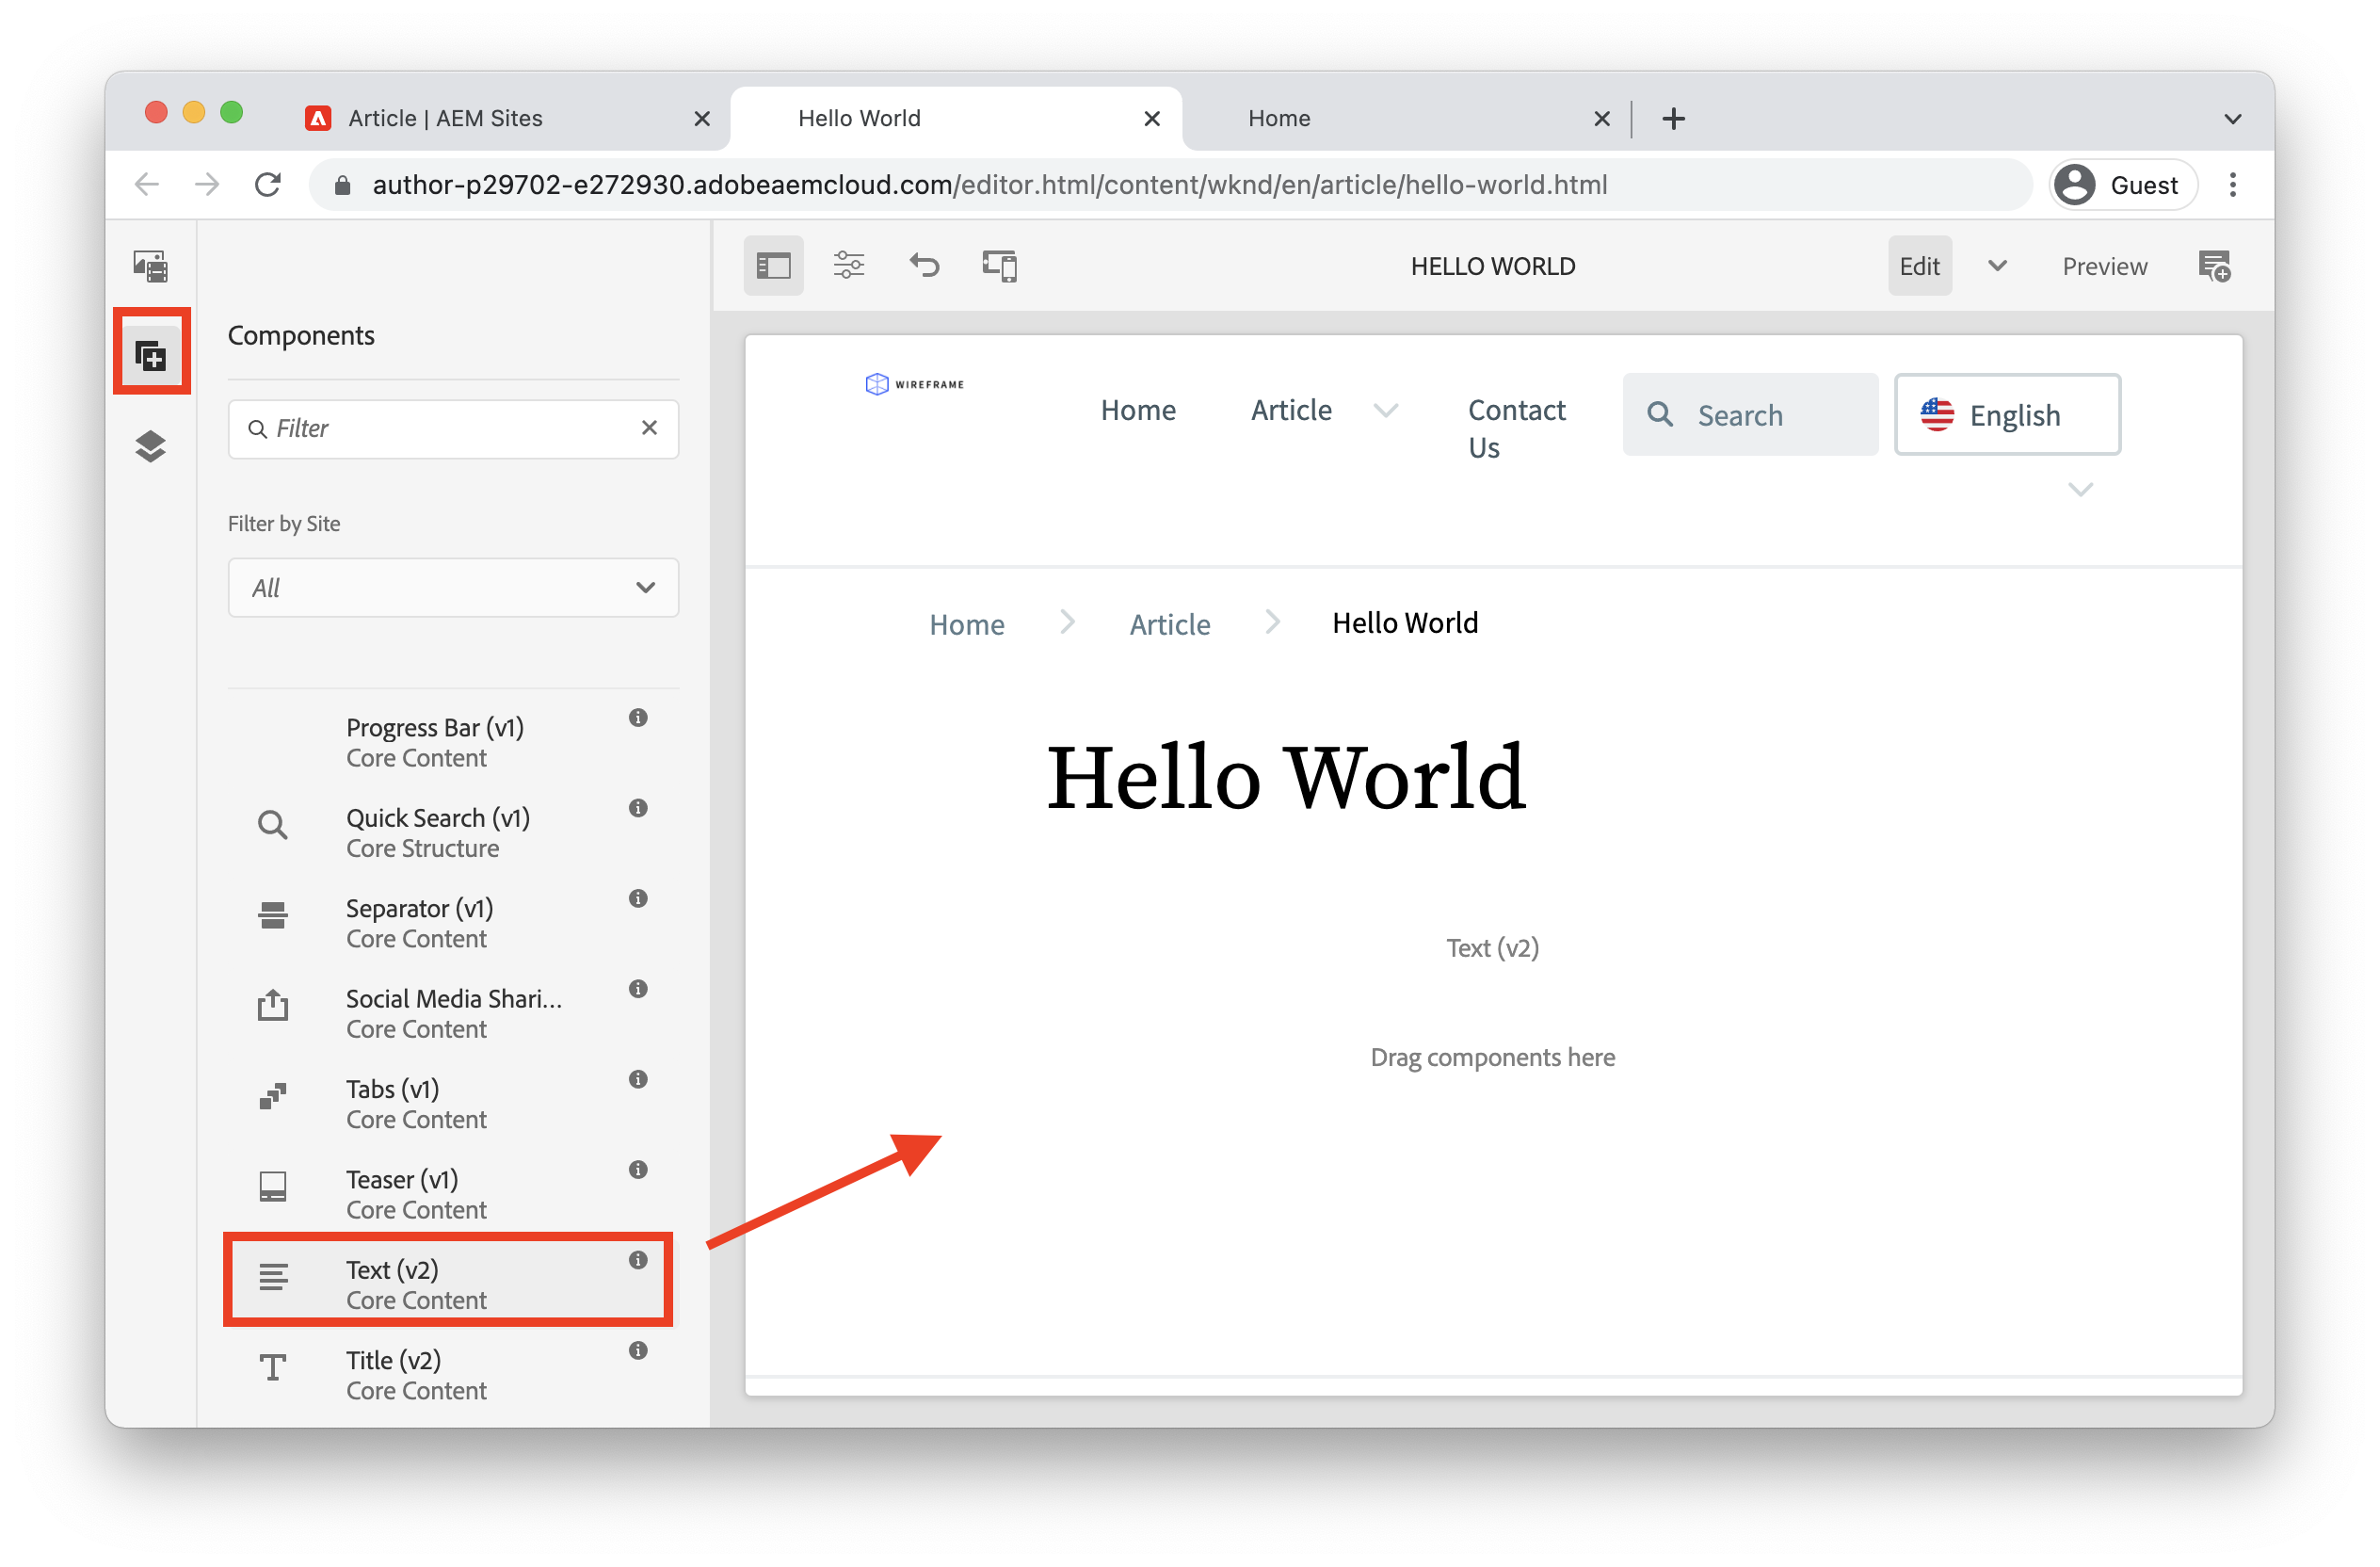 Article | AEM Sites
Hello World
Home
author-p29702-e272930.adobeaemcloud.com/editor.html/content/wknd/en/article/hello-world.html
Guest
Components
Filter
Filter by Site
All
Progress Bar (v1)
Core Content
Quick Search (v1)
Core Structure
Separator (v1)
Core Content
Social Media Shari...
Core Content
Tabs (v1)
Core Content
Teaser (v1)
Core Content
Text (v2)
Core Content
Title (v2)
Core Content
HELLO WORLD
Edit
Preview
WIREFRAME
Home
Article
Contact
Us
Search
English
Home
Article
Hello World
Hello World
Text (v2)
Drag components here